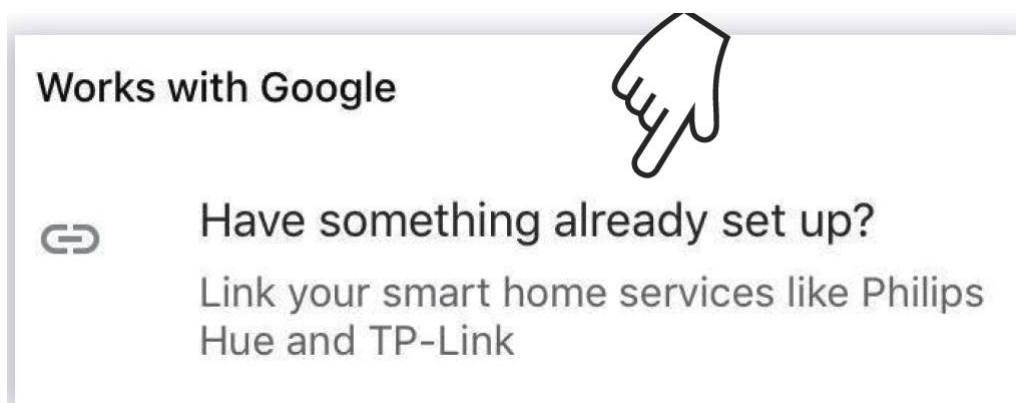 Works with Google
Have something already set up?
Link your smart home services like Philips
Hue and TP-Link